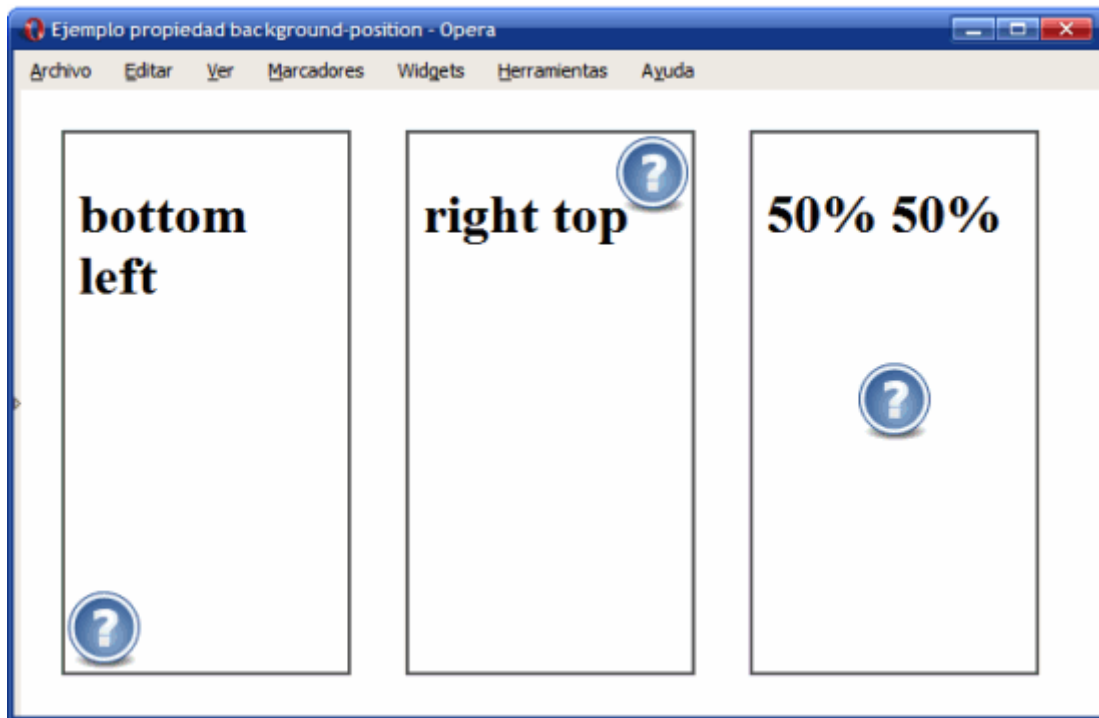 Ejemplo propiedad background-position - Opera
Archivo Editar Ver Marcadores Widgets Herramientas Ayuda
bottom
left
right top
50% 50%
?
?
?